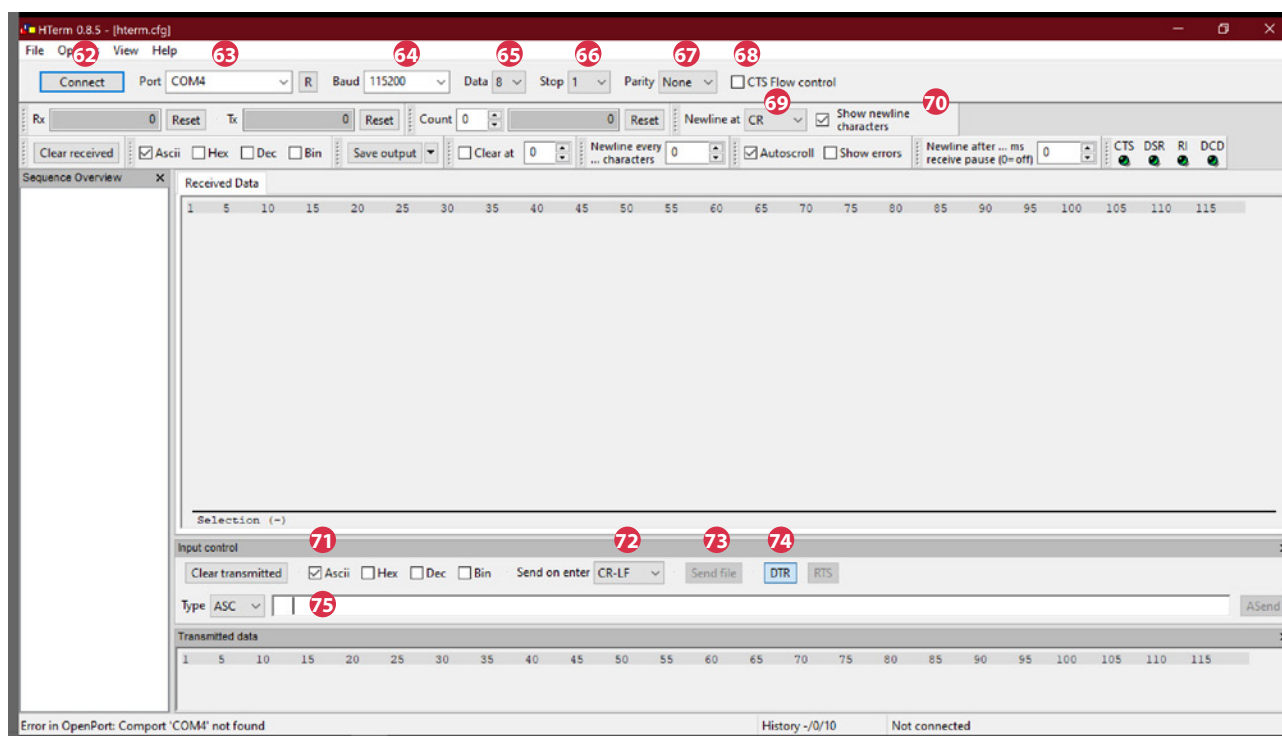 HTerm 0.8.5 - [hterm.cfg]
File Op 62 View Help 63 64 65 66 67 68
Connect Port COM4 R Baud 115200 Data 8 Stop 1 Parity None CTS Flow control
69 70
Rx 0 Reset Tx 0 Reset Count 0 0 Reset Newline at CR Show newline characters
Clear received Ascii Hex Dec Bin Save output Clear at 0 Newline every ... characters 0 Autoscroll Show errors Newline after ... ms receive pause (0=off) 0 CTS DSR RI DCD
Sequence Overview
Received Data
1 5 10 15 20 25 30 35 40 45 50 55 60 65 70 75 80 85 90 95 100 105 110 115
Selection (-)
71 72 73 74
Input control
Clear transmitted Ascii Hex Dec Bin Send on enter CR-LF Send file DTR RTS
Type ASC 75 ASend
Transmitted data
1 5 10 15 20 25 30 35 40 45 50 55 60 65 70 75 80 85 90 95 100 105 110 115
Error in OpenPort: Comport 'COM4' not found History -/0/10 Not connected